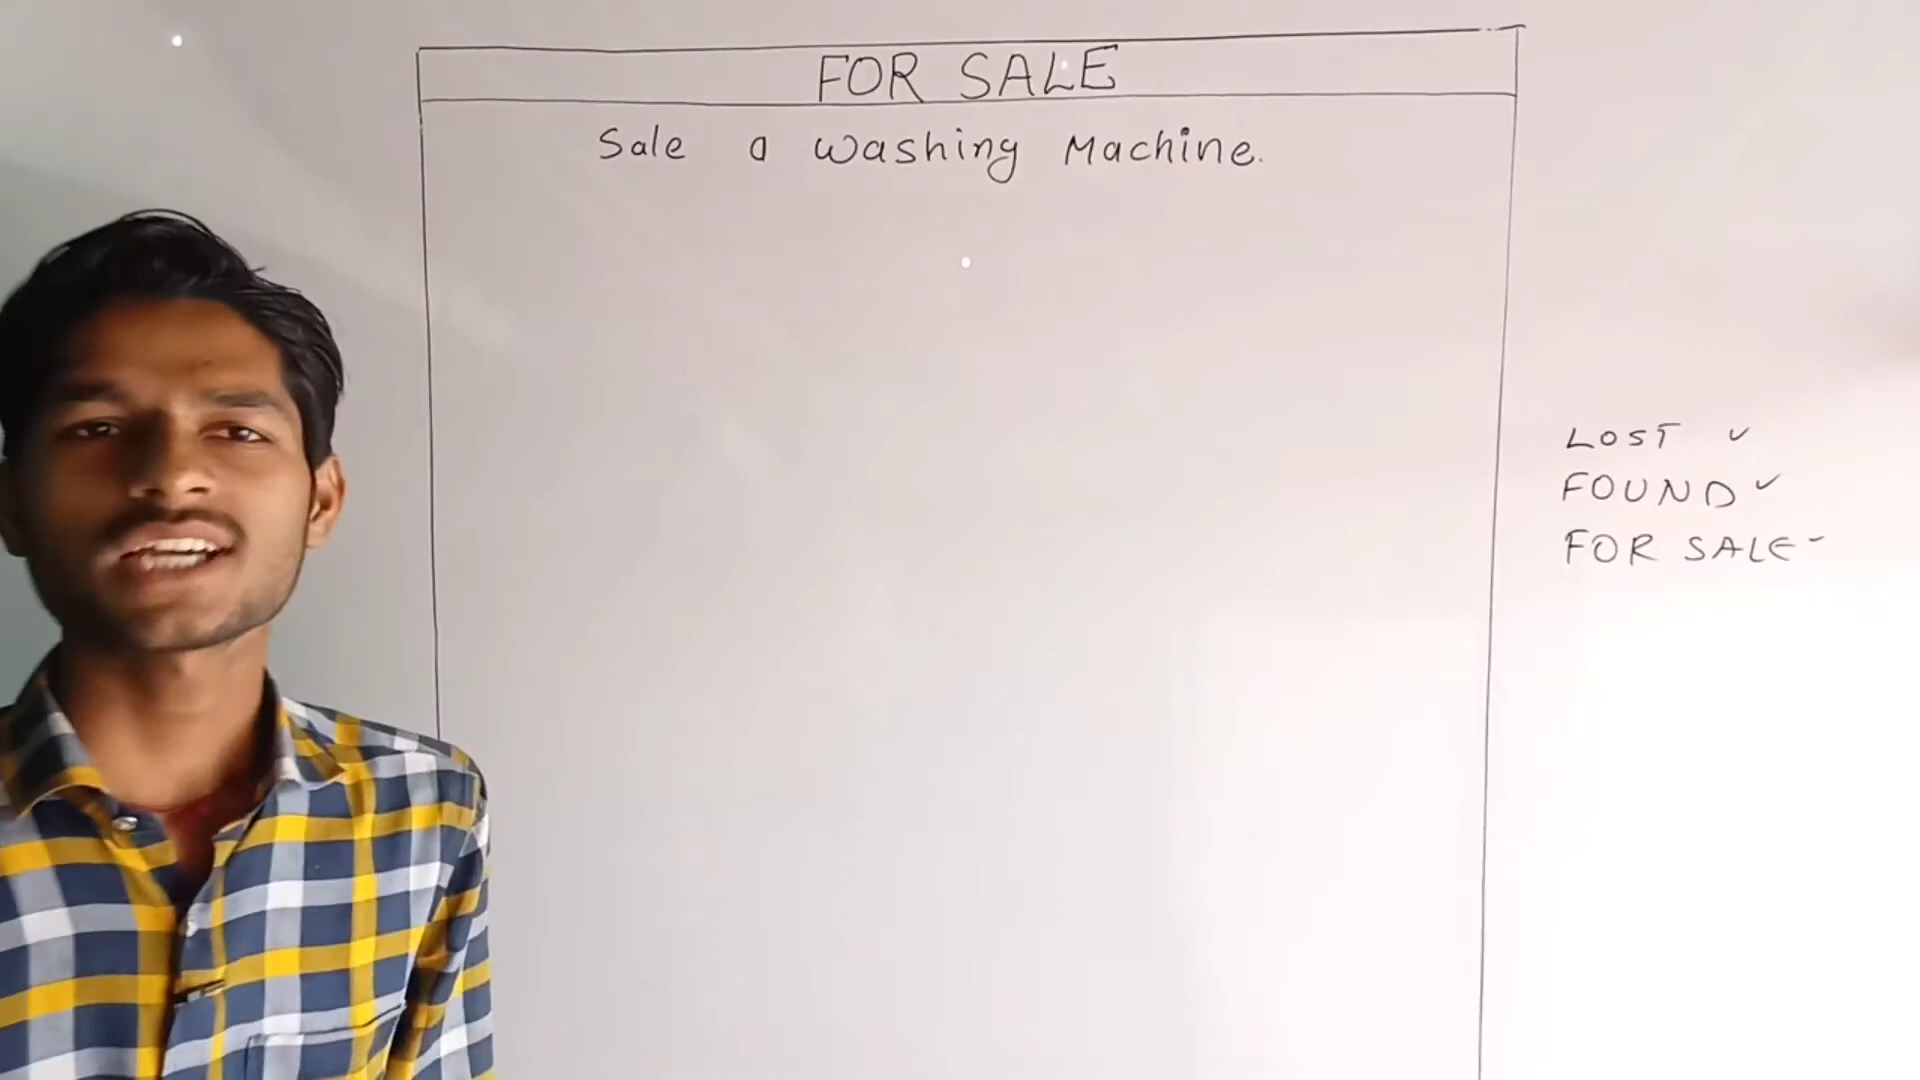 FOR SALE
Sale a washing Machine.
LOST ✓
FOUND ✓
FOR SALE -